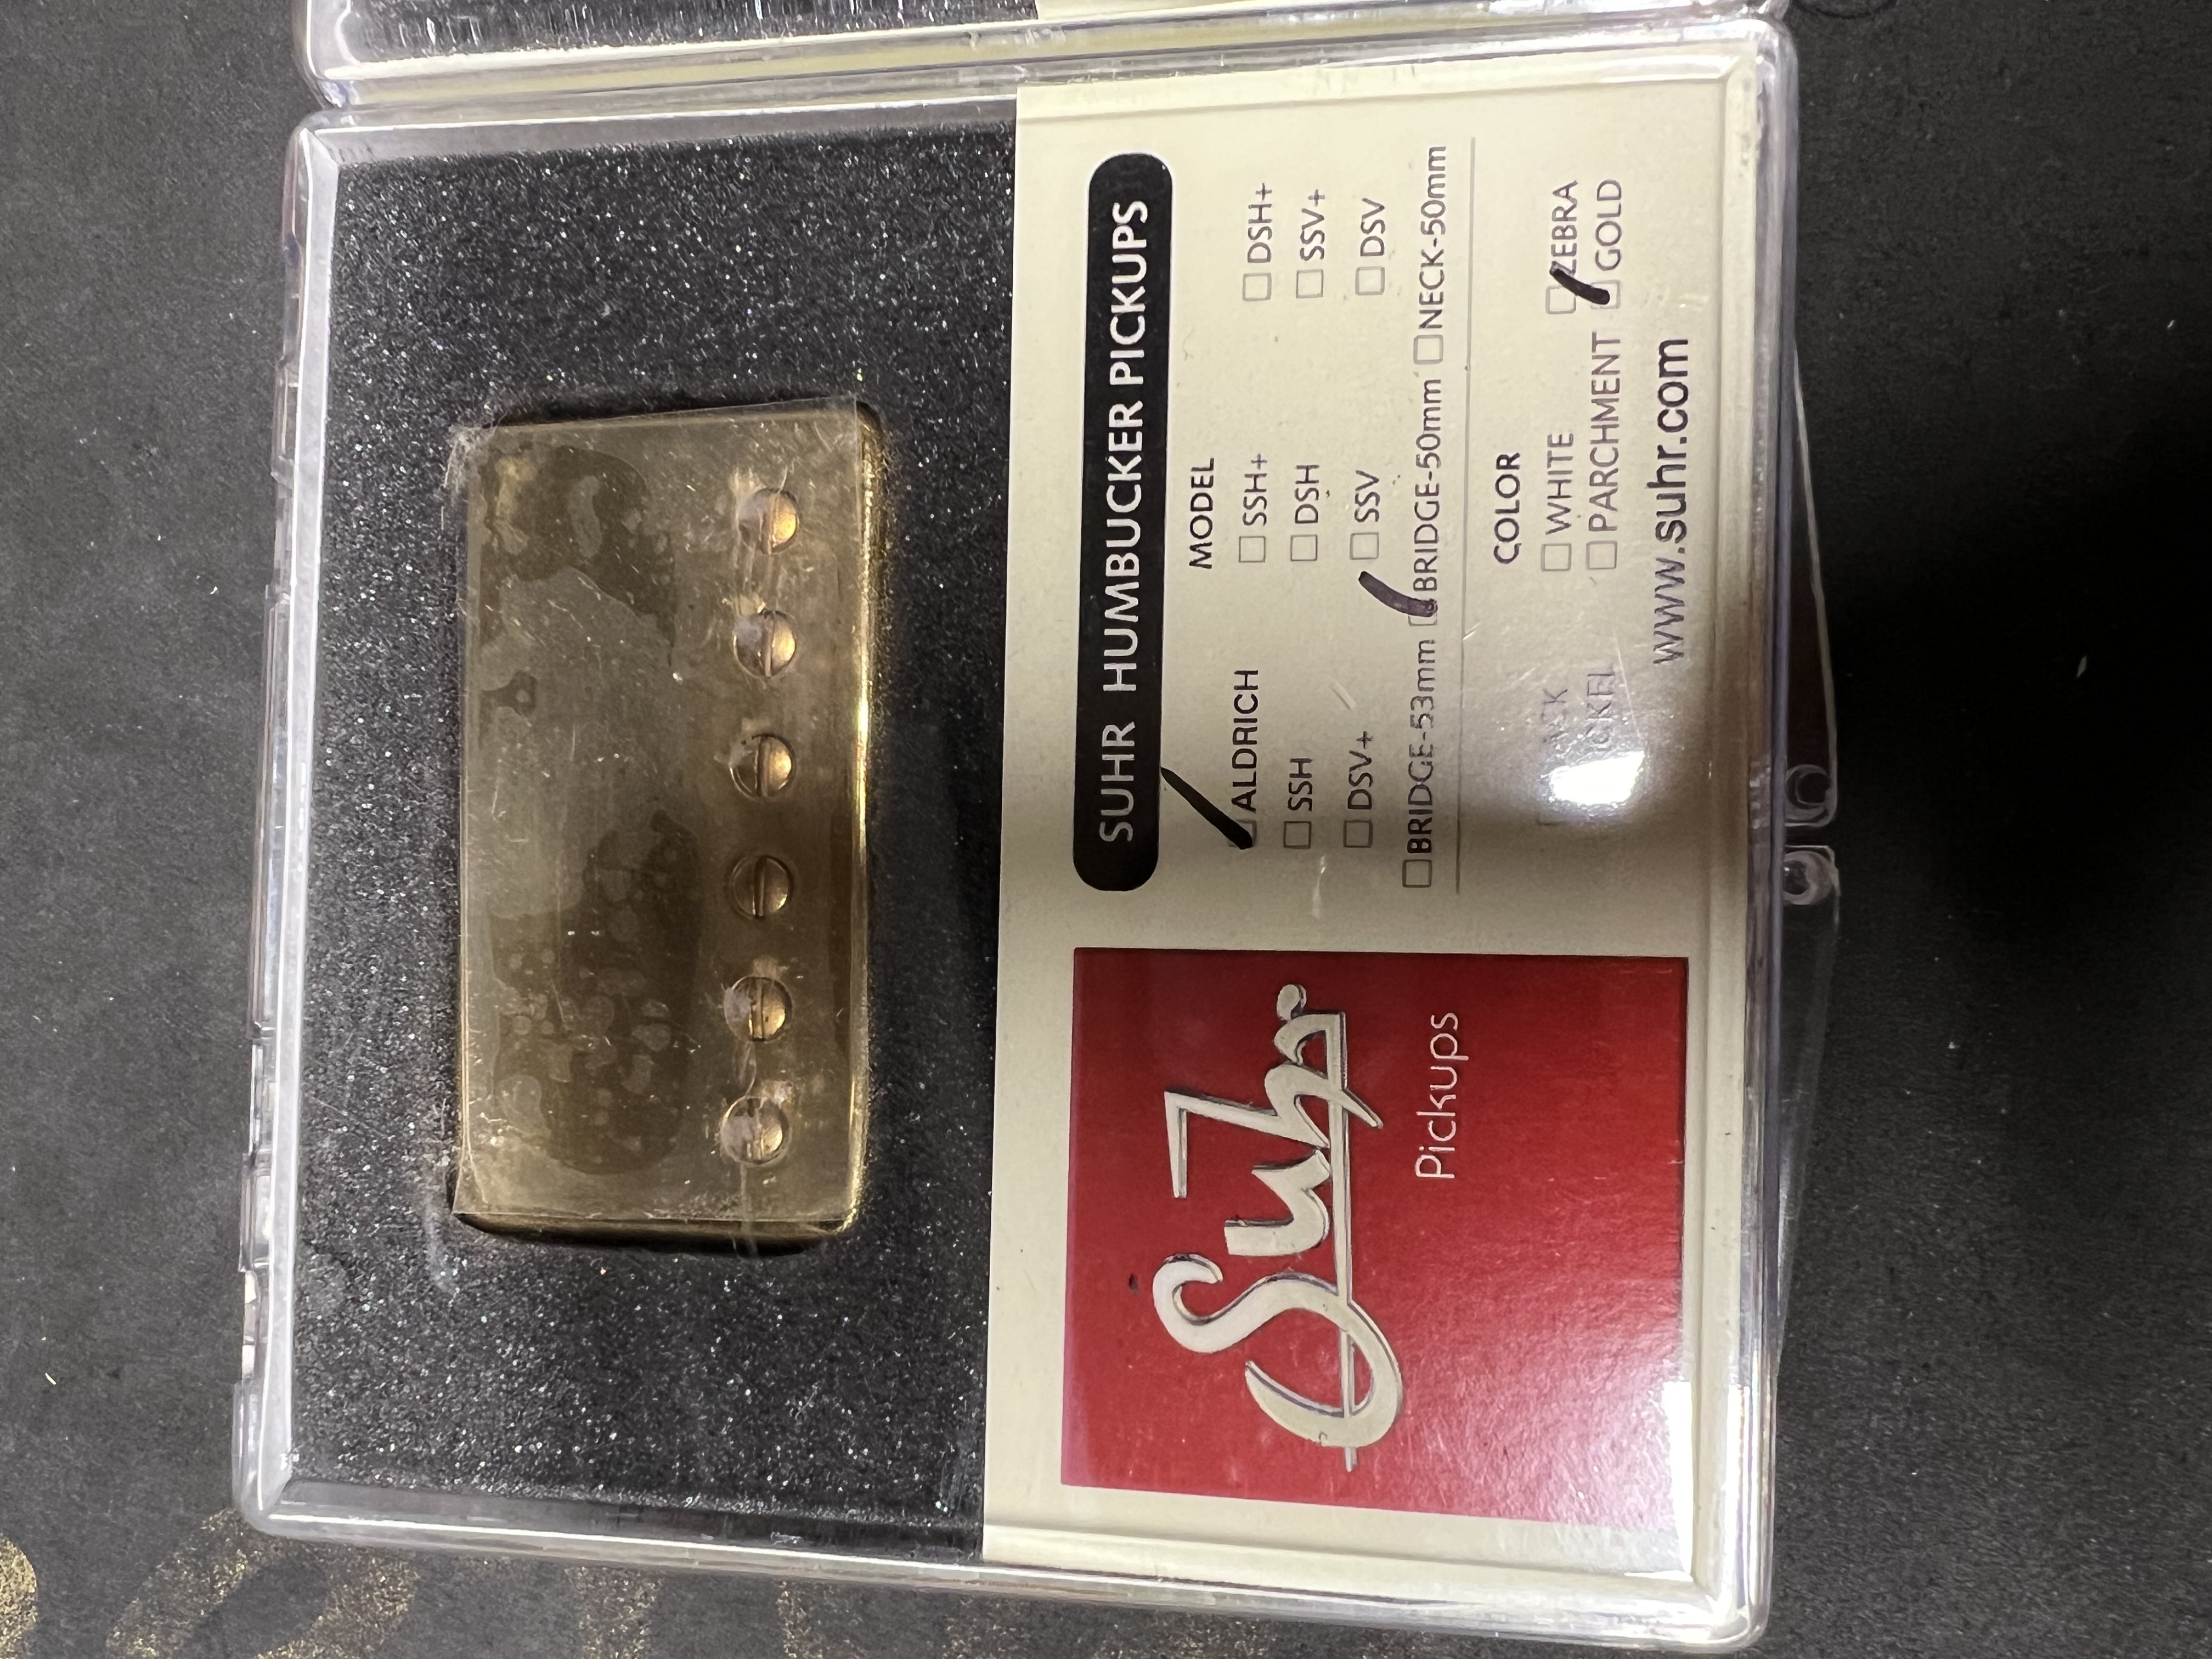 Suhr
Pickups
SUHR HUMBUCKER PICKUPS
MODEL
☐ALDRICH ☐SSH+ ☐DSH+
☐SSH ☐DSH ☐SSV+
☐DSV+ ☐SSV ☐DSV
☐BRIDGE-53mm ☐BRIDGE-50mm ☐NECK-50mm
COLOR
☐WHITE ☐ZEBRA
☐PARCHMENT ☐GOLD
www.suhr.com